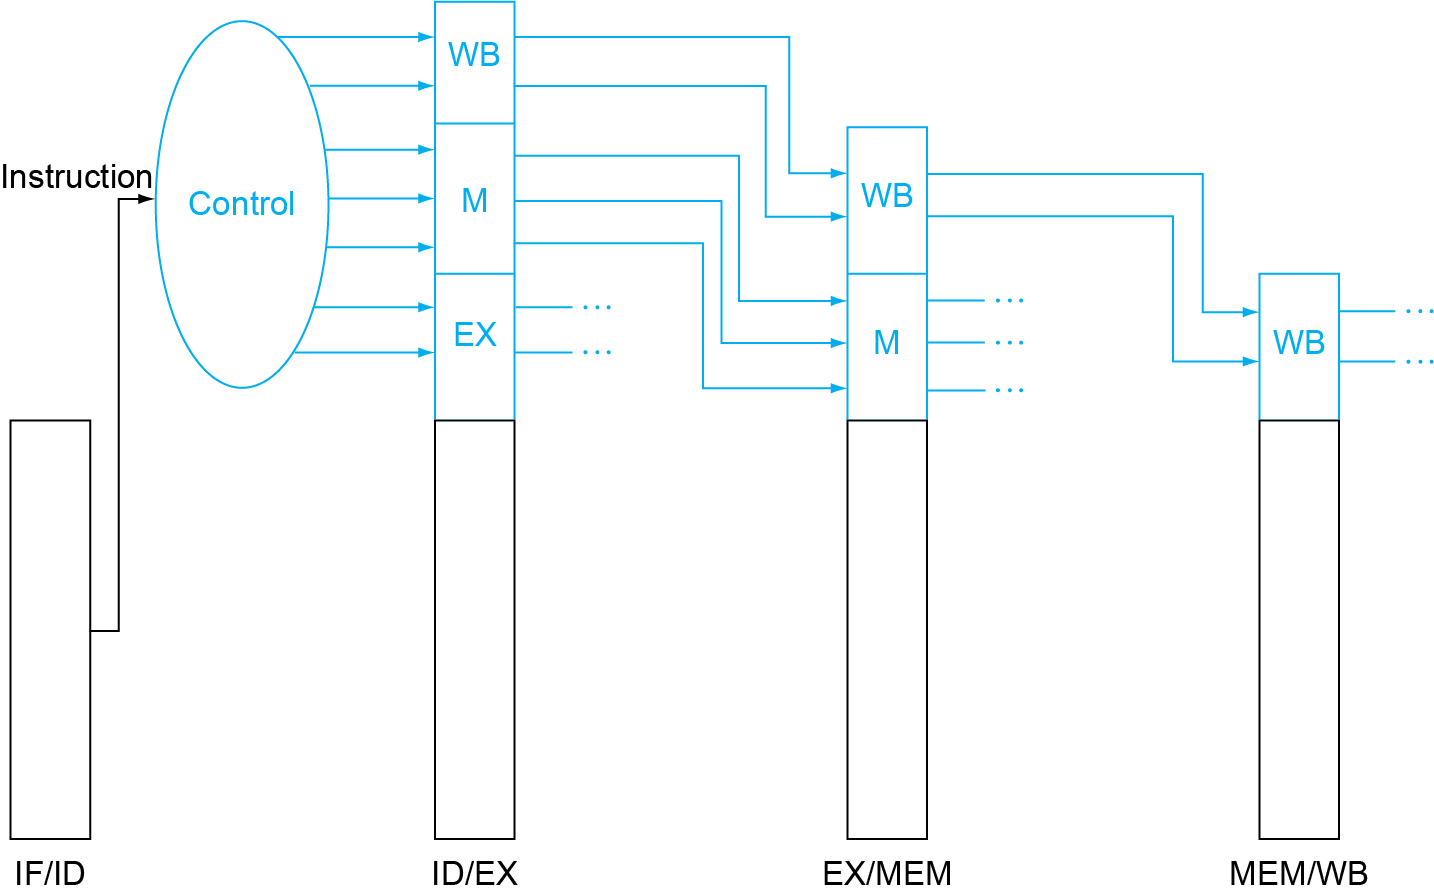 Instruction
Control
WB
M
EX
...
...
WB
M
...
...
...
WB
...
...
IF/ID
ID/EX
EX/MEM
MEM/WB